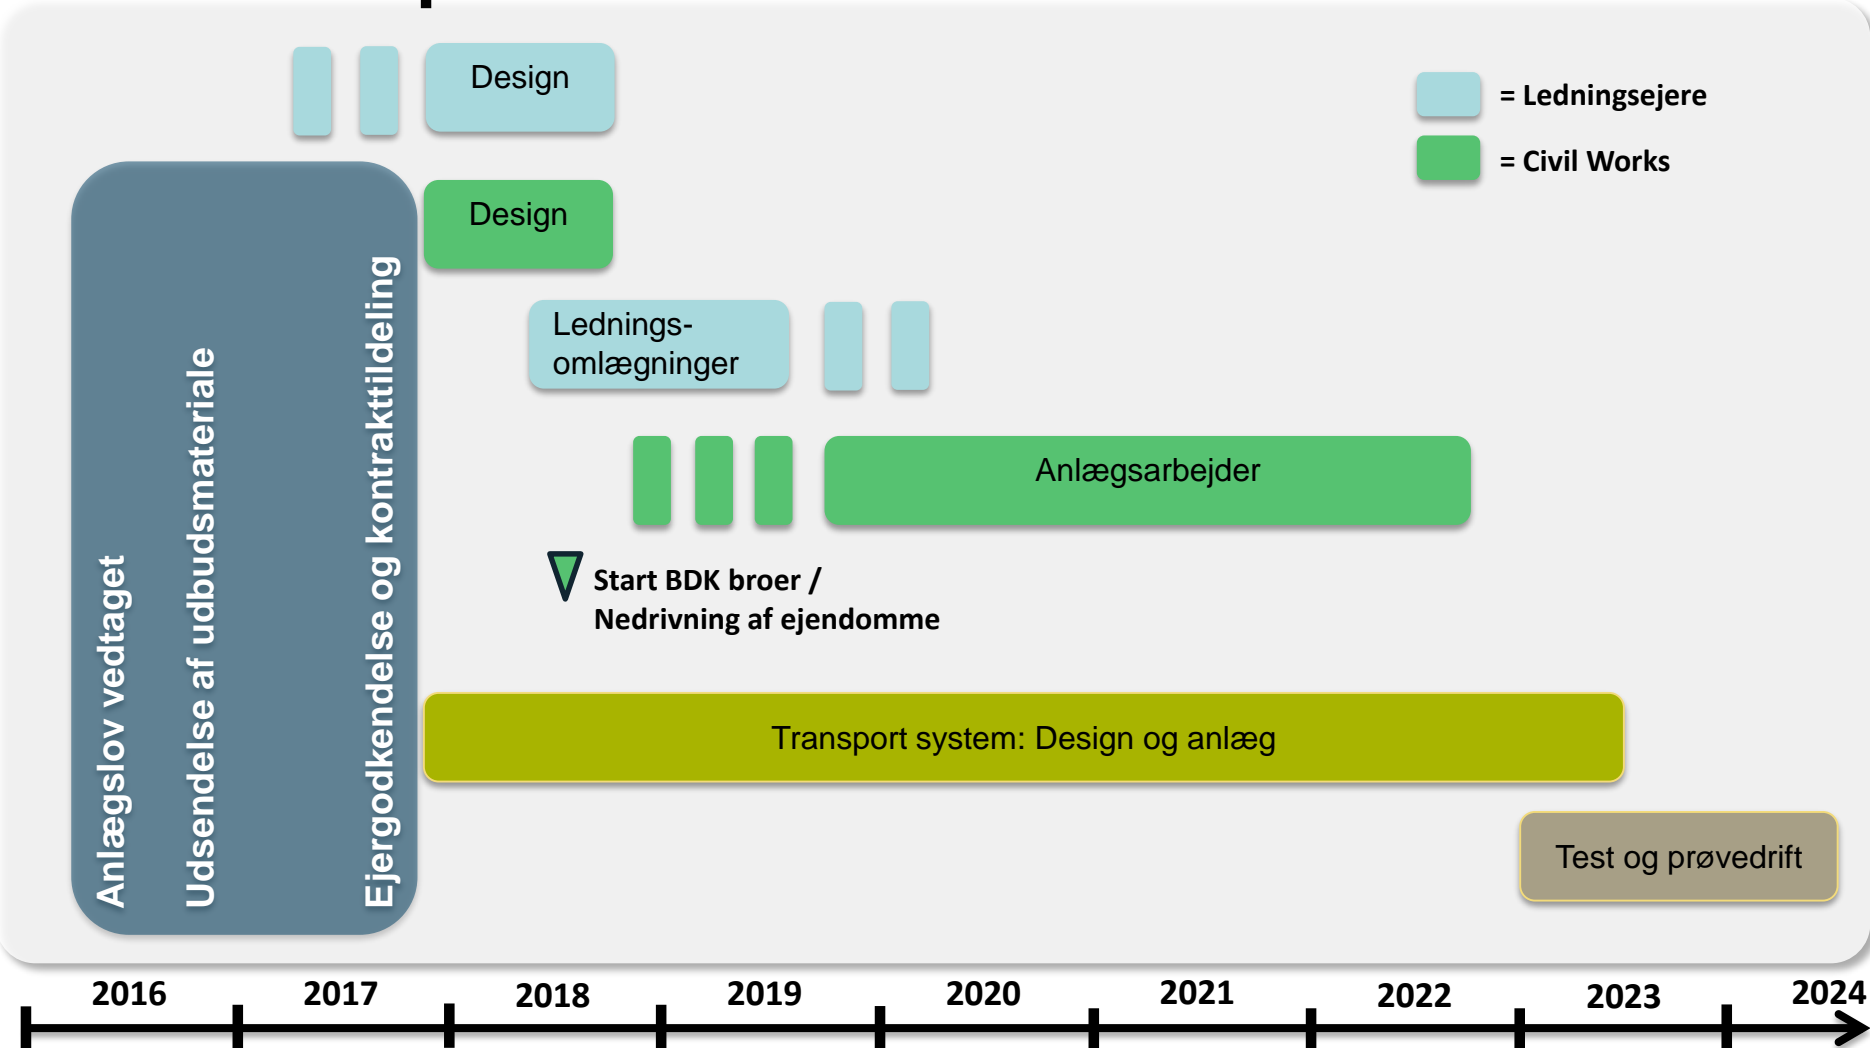 Design
= Ledningsejere
= Civil Works
Design
Anlægslov vedtaget
Udsendelse af udbudsmateriale
Ejergodkendelse og kontrakttildeling
Lednings-
omlægninger
Anlægsarbejder
Start BDK broer /
Nedrivning af ejendomme
Transport system: Design og anlæg
Test og prøvedrift
2016 2017 2018 2019 2020 2021 2022 2023 2024